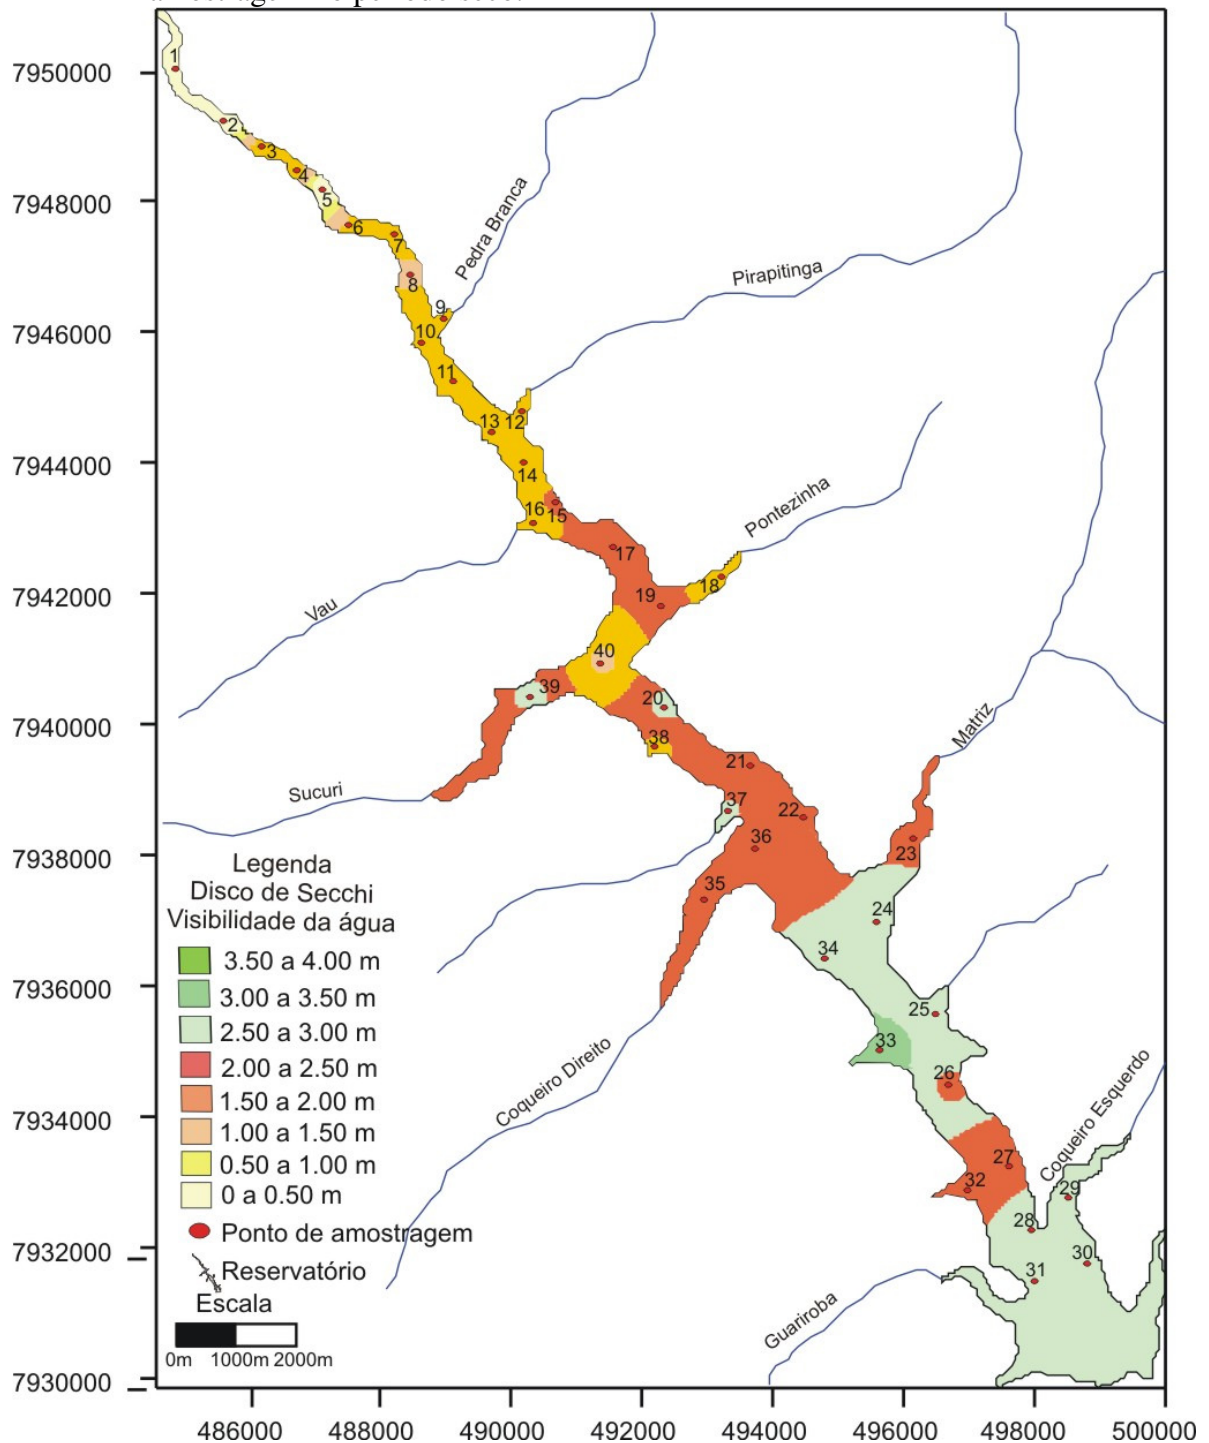 período seco.
1
7950000
2
3
4
5
7948000
6
7
Pedra Branca
Pirapitinga
8
9
7946000
10
11
13
12
7944000
14
Pontezinha
16
15
17
18
7942000
Vau
19
40
39
20
7940000
38
Matriz
21
Sucuri
37
22
36
23
7938000
35
24
34
7936000
25
33
26
Coqueiro Direito
7934000
Coqueiro Esquerdo
27
32
29
28
7932000
30
31
Guariroba
7930000
Legenda
Disco de Secchi
Visibilidade da água
3.50 a 4.00 m
3.00 a 3.50 m
2.50 a 3.00 m
2.00 a 2.50 m
1.50 a 2.00 m
1.00 a 1.50 m
0.50 a 1.00 m
0 a 0.50 m
Ponto de amostragem
Reservatório
Escala
0m 1000m 2000m
486000 488000 490000 492000 494000 496000 498000 500000